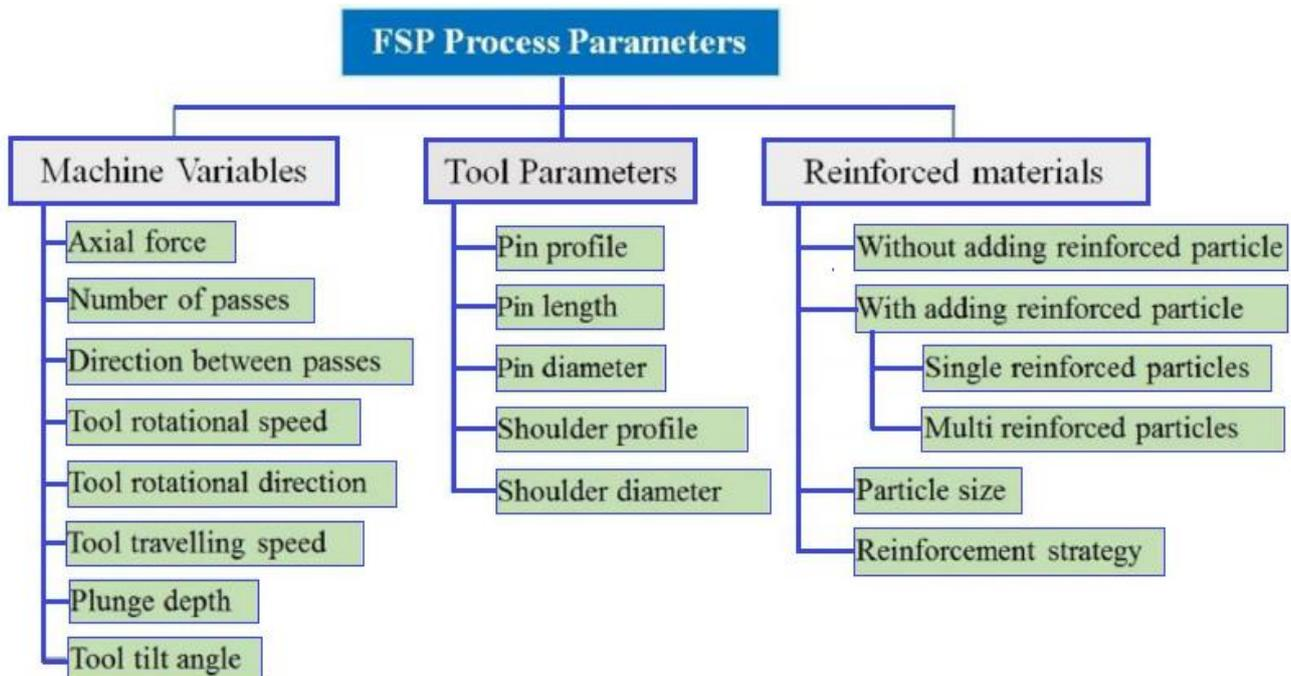 FSP Process Parameters
Machine Variables
Axial force
Number of passes
Direction between passes
Tool rotational speed
Tool rotational direction
Tool travelling speed
Plunge depth
Tool tilt angle
Tool Parameters
Pin profile
Pin length
Pin diameter
Shoulder profile
Shoulder diameter
Reinforced materials
Without adding reinforced particle
With adding reinforced particle
Single reinforced particles
Multi reinforced particles
Particle size
Reinforcement strategy